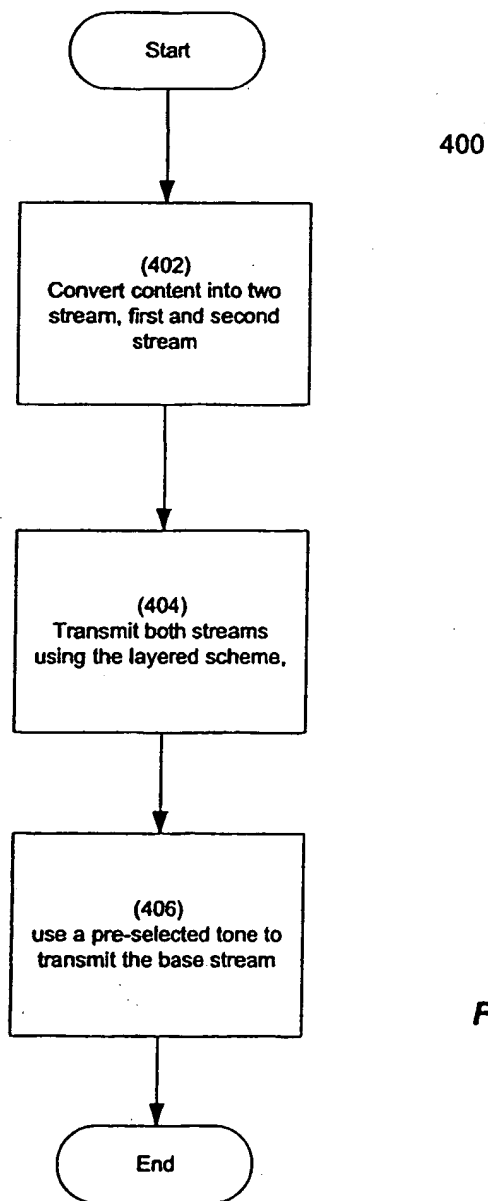 Start
400
(402)
Convert content into two
stream, first and second
stream
(404)
Transmit both streams
using the layered scheme,
(406)
use a pre-selected tone to
transmit the base stream
F
End